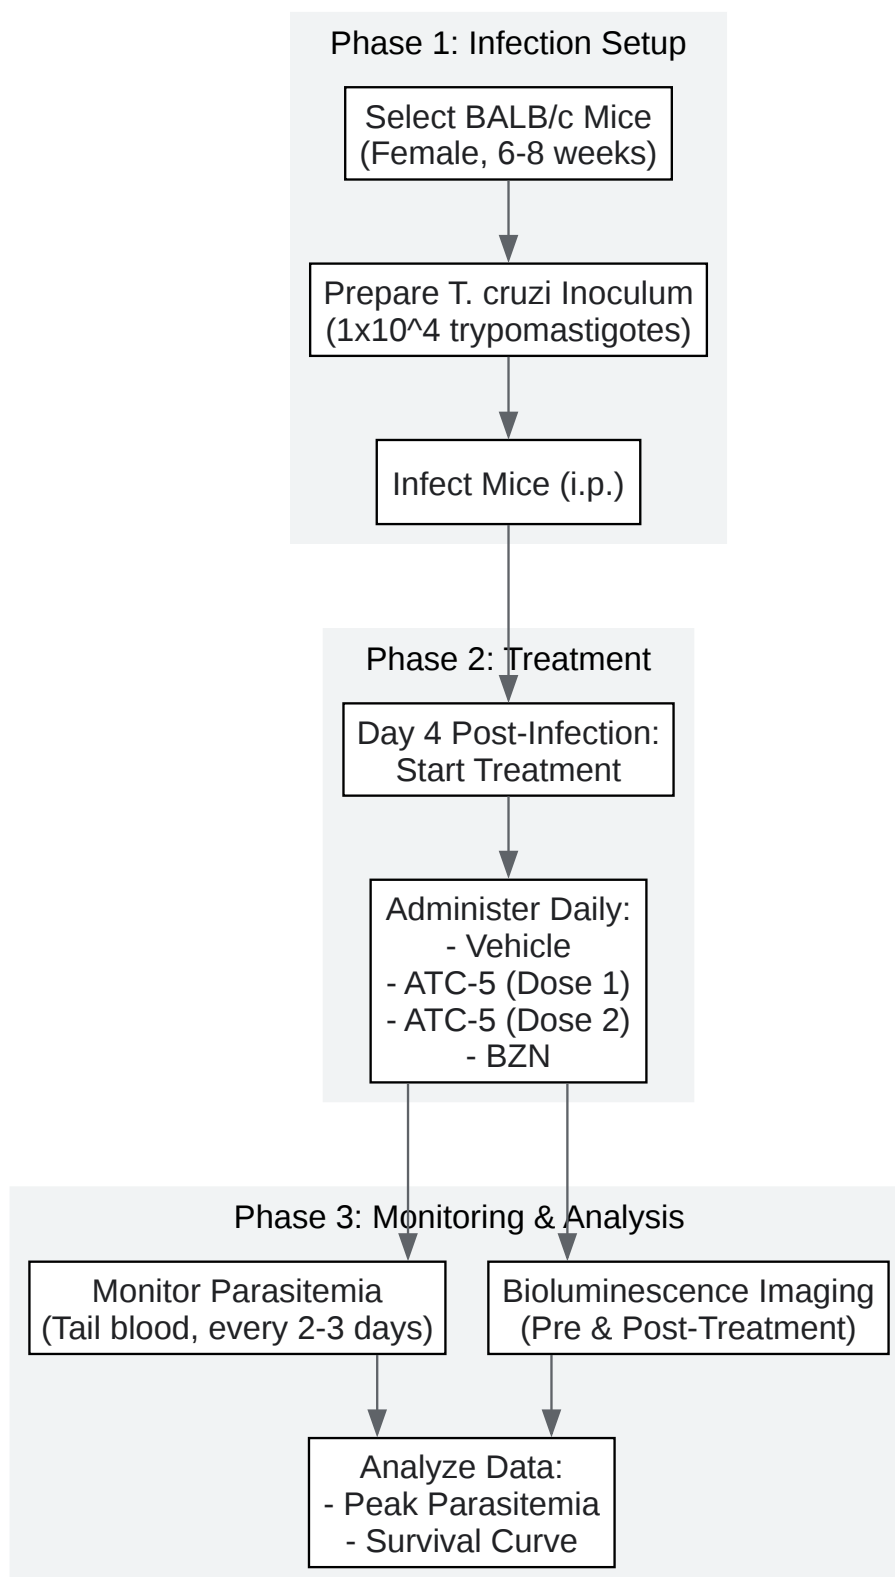 Phase 1: Infection Setup
Select BALB/c Mice
(Female, 6-8 weeks)
Prepare T. cruzi Inoculum
(1x10^4 trypomastigotes)
Infect Mice (i.p.)
Phase 2: Treatment
Day 4 Post-Infection:
Start Treatment
Administer Daily:
- Vehicle
- ATC-5 (Dose 1)
- ATC-5 (Dose 2)
- BZN
Phase 3: Monitoring & Analysis
Monitor Parasitemia
(Tail blood, every 2-3 days)
Bioluminescence Imaging
(Pre & Post-Treatment)
Analyze Data:
- Peak Parasitemia
- Survival Curve